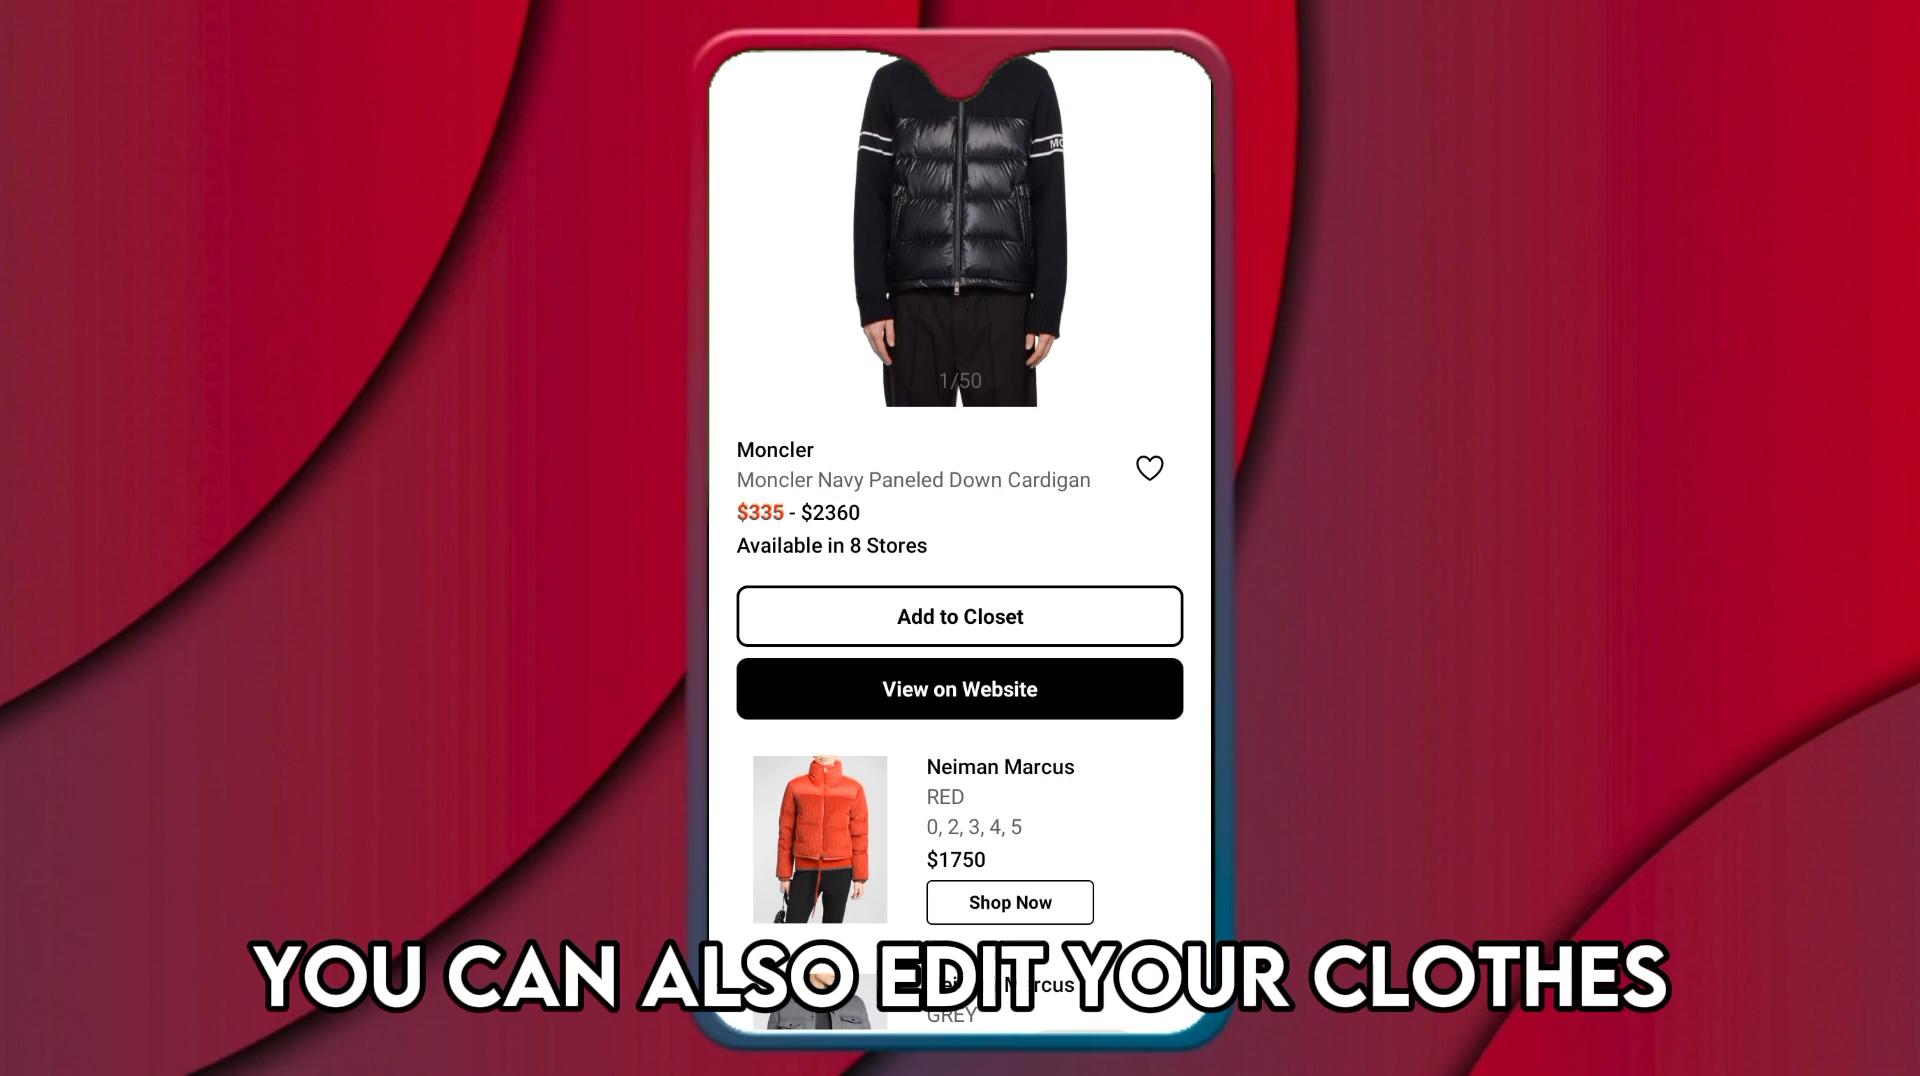 MO
1/50
Moncler
Moncler Navy Paneled Down Cardigan
$335 - $2360
Available in 8 Stores
Add to Closet
View on Website
Neiman Marcus
RED
0, 2, 3, 4, 5
$1750
Shop Now
YOU CAN ALSO EDIT YOUR CLOTHES
GREY